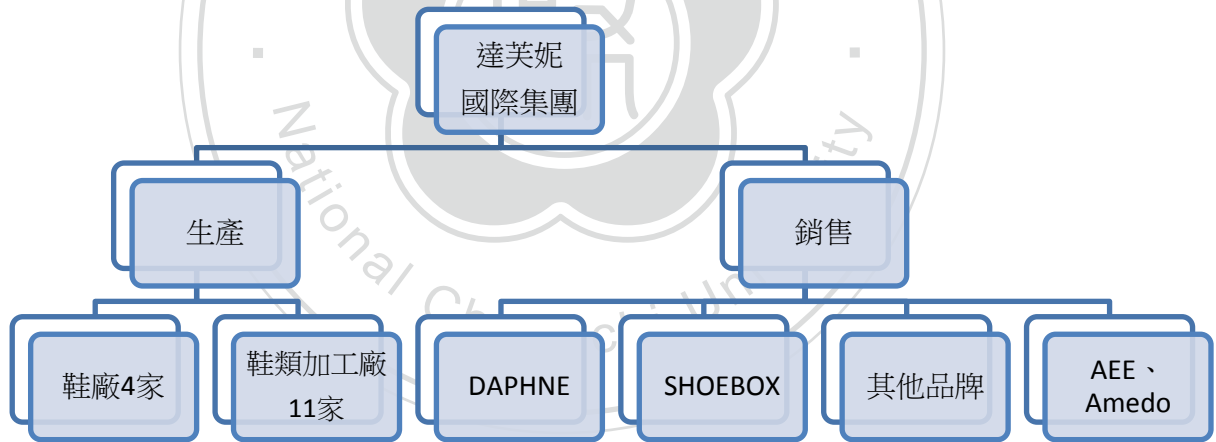 達芙妮
國際集團
生產
銷售
鞋廠4家
鞋類加工廠
11家
DAPHNE
SHOEBOX
其他品牌
AEE、
Amedo